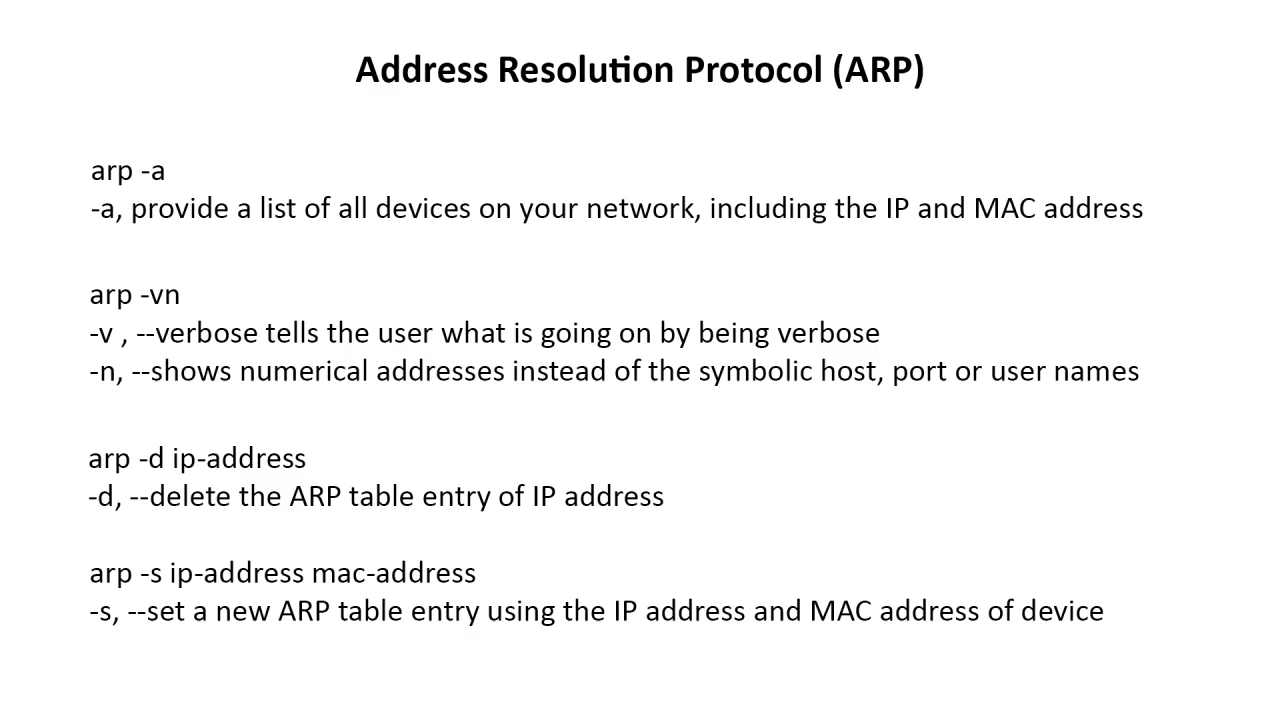 Address Resolution Protocol (ARP)
arp -a
-a, provide a list of all devices on your network, including the IP and MAC address
arp -vn
-v , --verbose tells the user what is going on by being verbose
-n, --shows numerical addresses instead of the symbolic host, port or user names
arp -d ip-address
-d, --delete the ARP table entry of IP address
arp -s ip-address mac-address
-s, --set a new ARP table entry using the IP address and MAC address of device